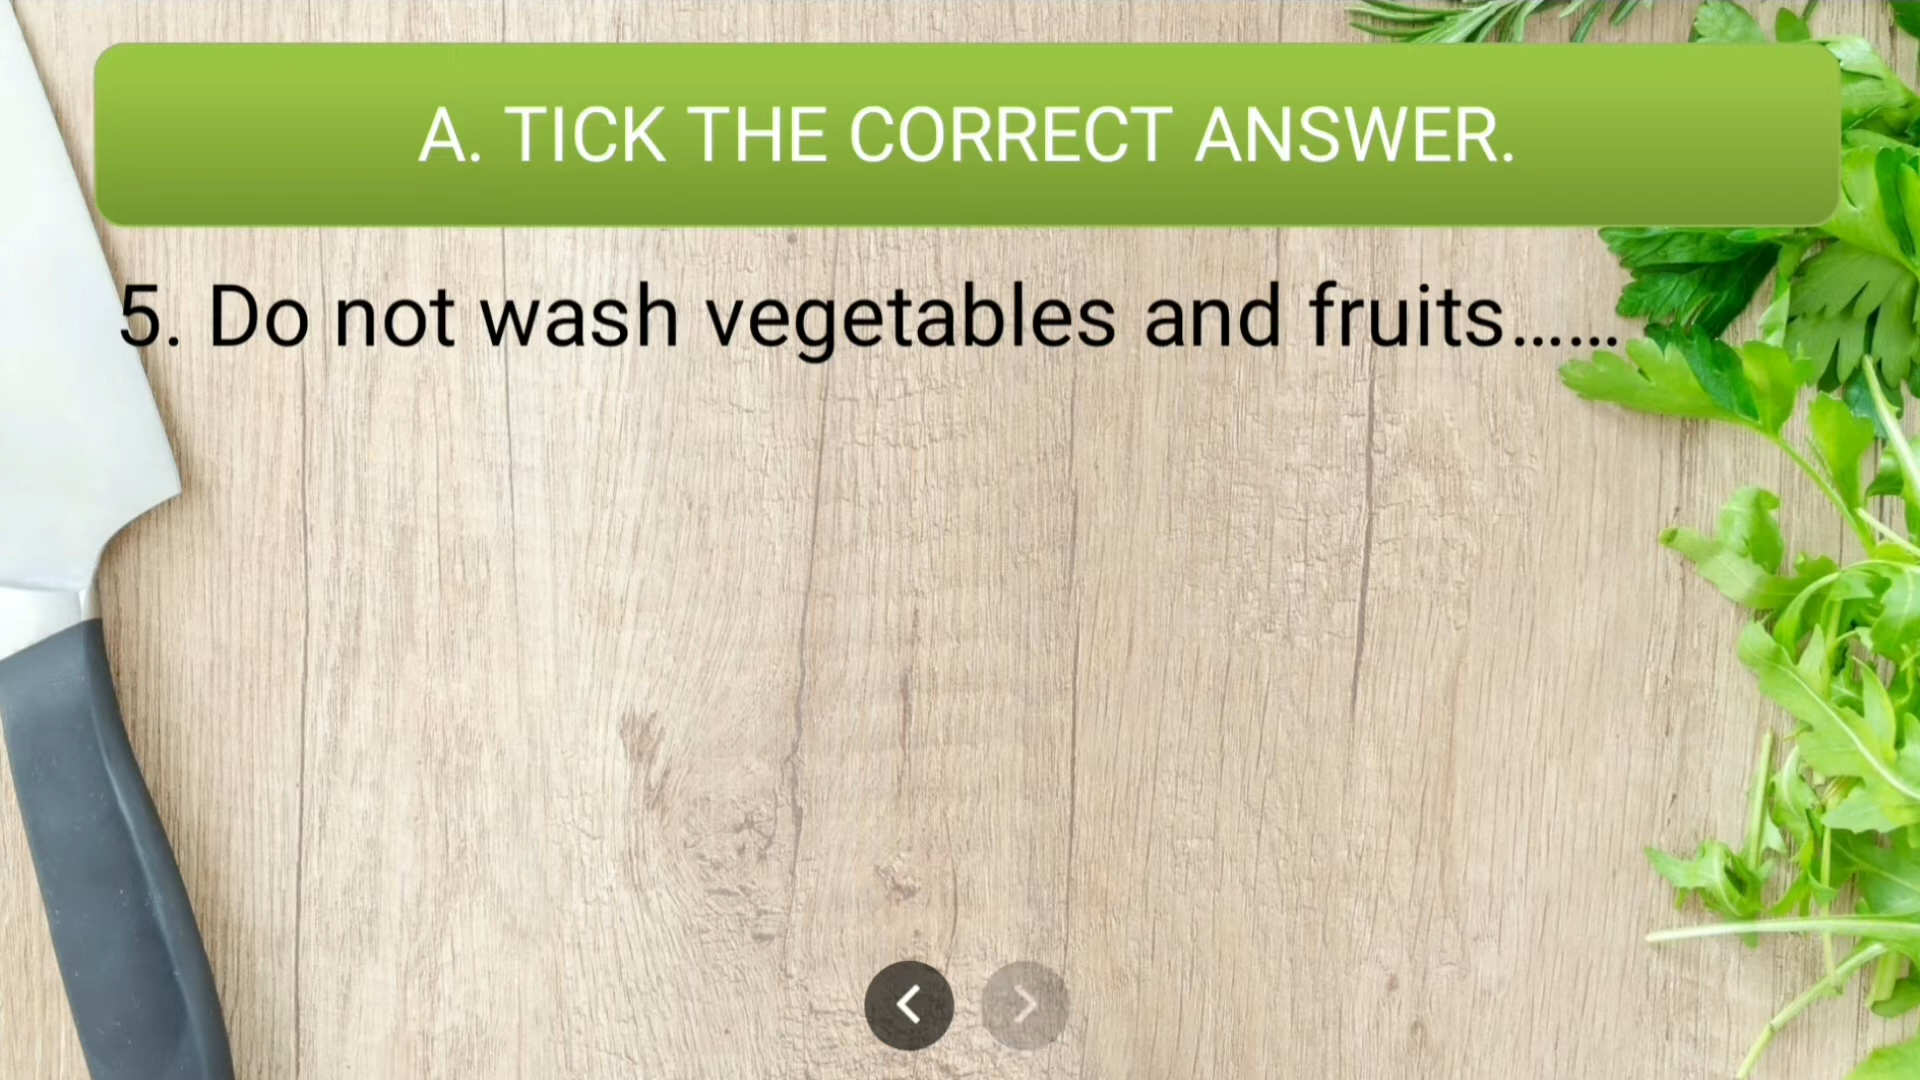 A. TICK THE CORRECT ANSWER.
5. Do not wash vegetables and fruits......